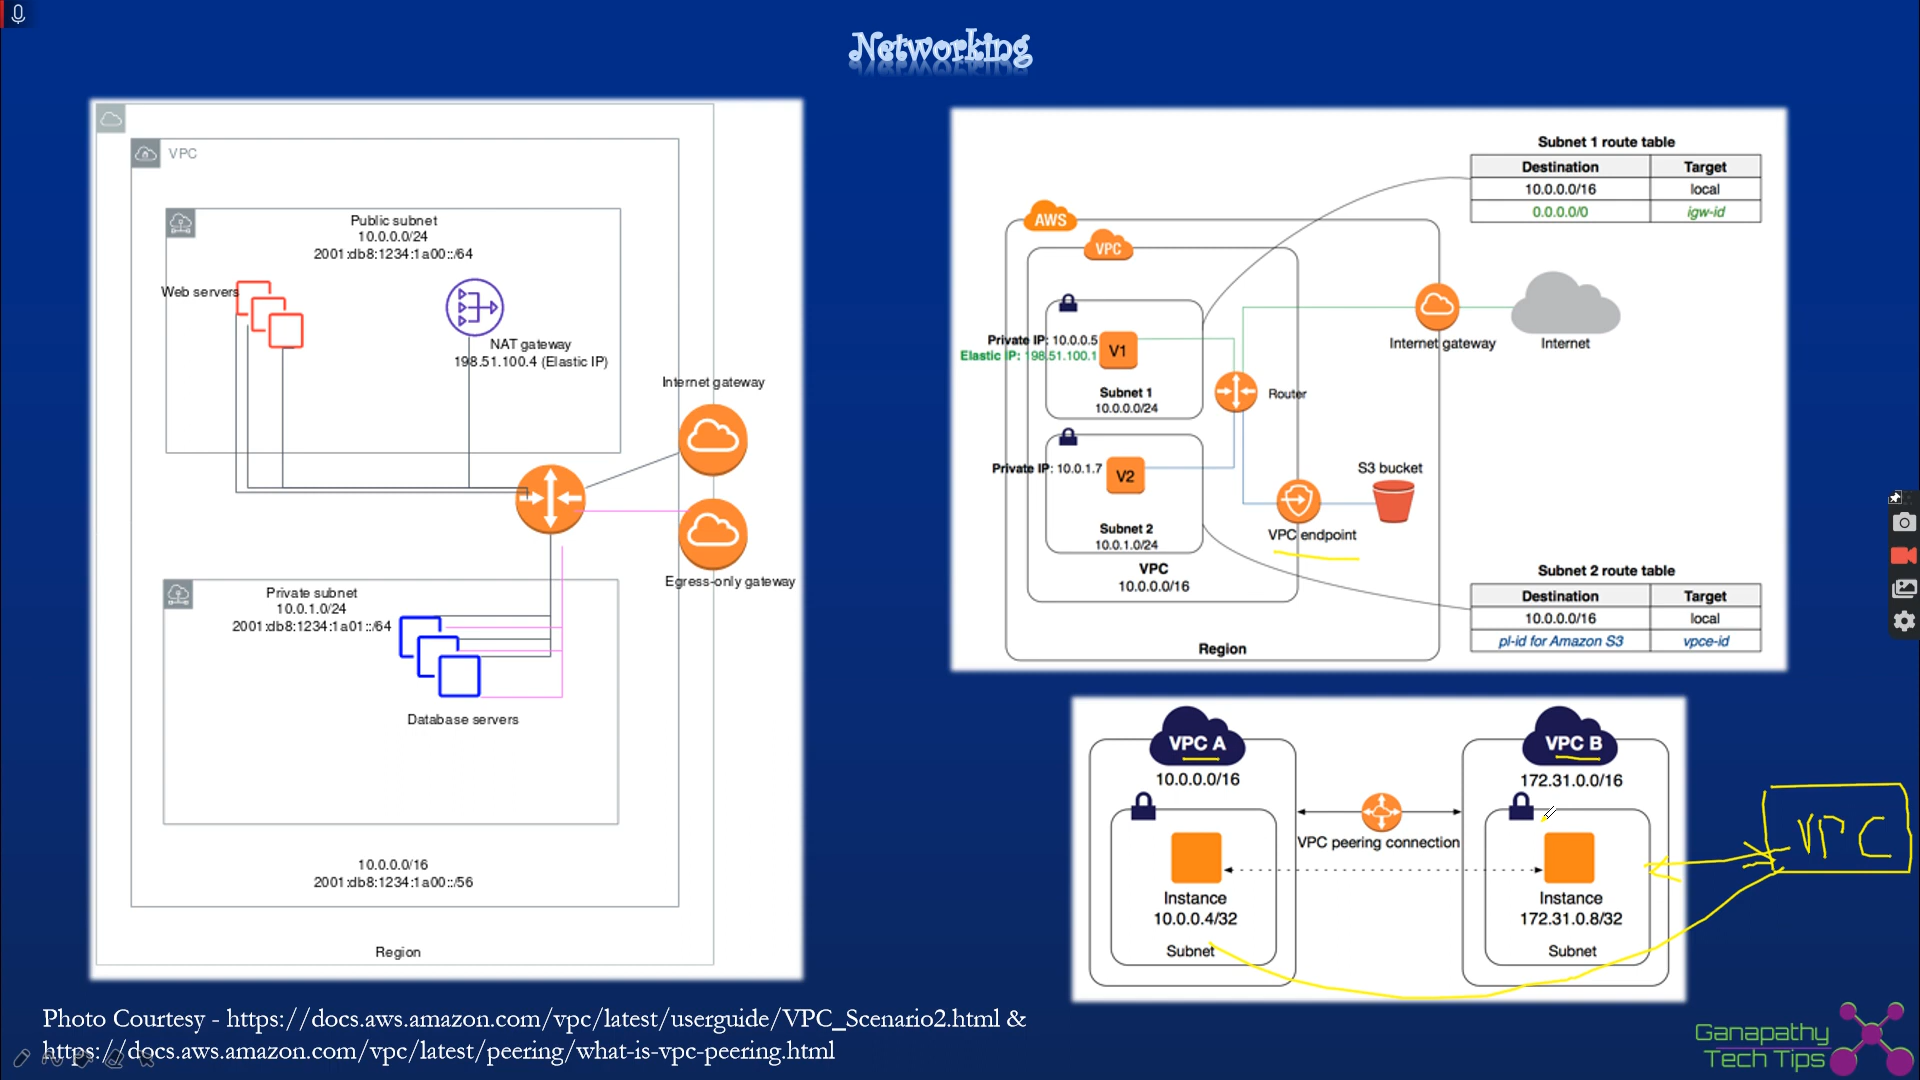 Networking
VPC
Public subnet
10.0.0.0/24
2001:db8:1234:1a00::/64
Web servers
NAT gateway
198.51.100.4 (Elastic IP)
Internet gateway
Egress-only gateway
Private subnet
10.0.1.0/24
2001:db8:1234:1a01::/64
Database servers
10.0.0.0/16
2001:db8:1234:1a00::/56
Region
Subnet 1 route table
Destination Target
10.0.0.0/16 local
0.0.0.0/0 igw-id
AWS
VPC
Private IP: 10.0.0.5
Elastic IP: 198.51.100.1
V1
Subnet 1
10.0.0.0/24
Router
Internet gateway
Internet
Private IP: 10.0.1.7
V2
Subnet 2
10.0.1.0/24
S3 bucket
VPC endpoint
VPC
10.0.0.0/16
Region
Subnet 2 route table
Destination Target
10.0.0.0/16 local
pl-id for Amazon S3 vpce-id
VPC A
10.0.0.0/16
VPC B
172.31.0.0/16
VPC peering connection
Instance
10.0.0.4/32
Subnet
Instance
172.31.0.8/32
Subnet
VPC
Photo Courtesy - https://docs.aws.amazon.com/vpc/latest/userguide/VPC_Scenario2.html &
https://docs.aws.amazon.com/vpc/latest/peering/what-is-vpc-peering.html
Ganapathy
Tech Tips